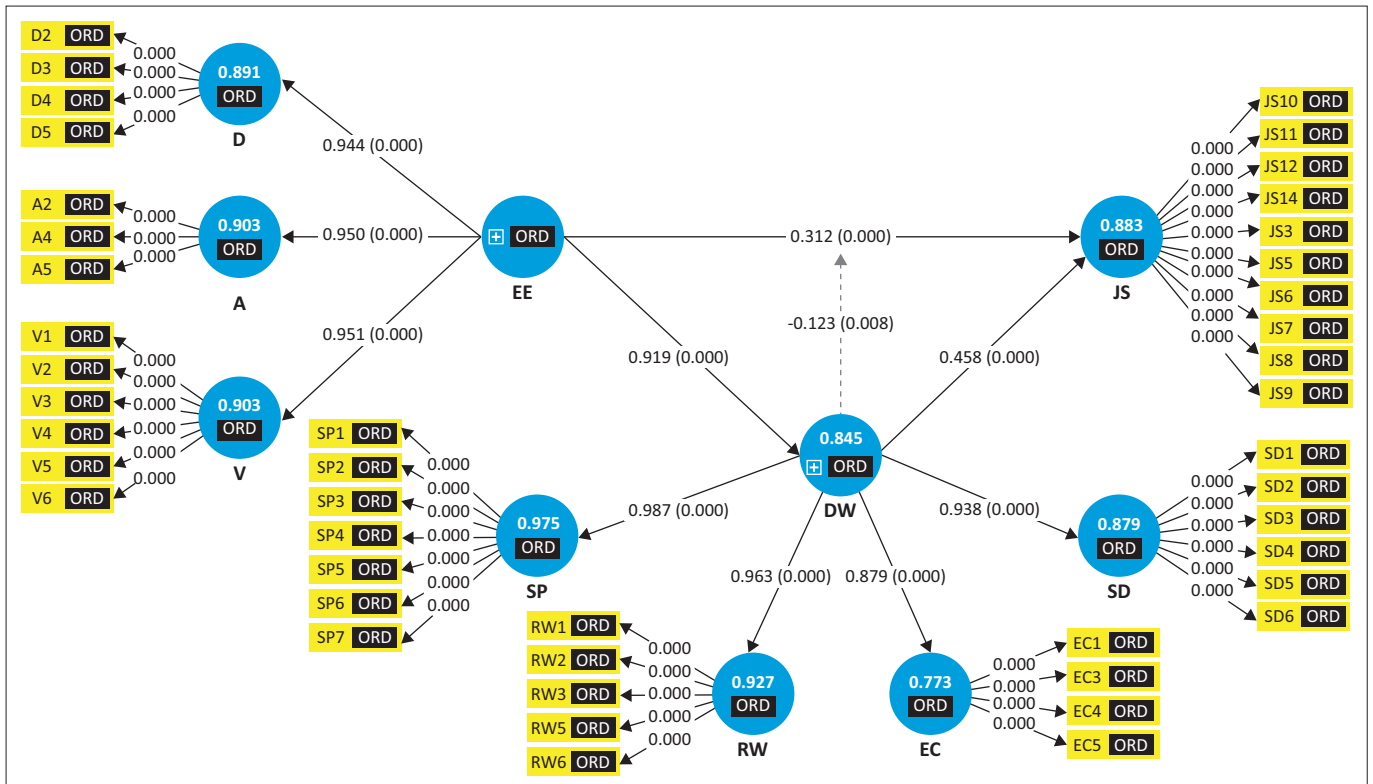 D2 ORD
D3 ORD
D4 ORD
D5 ORD
0.000
0.000
0.000
0.000
0.891
ORD
D
0.944 (0.000)
A2 ORD
A4 ORD
A5 ORD
0.000
0.000
0.000
0.903
ORD
A
0.950 (0.000)
V1 ORD
V2 ORD
V3 ORD
V4 ORD
V5 ORD
V6 ORD
0.000
0.000
0.000
0.000
0.000
0.000
0.903
ORD
V
0.951 (0.000)
ORD
EE
0.312 (0.000)
-0.123 (0.008)
0.919 (0.000)
0.458 (0.000)
0.883
ORD
JS
0.000
0.000
0.000
0.000
0.000
0.000
0.000
0.000
0.000
0.000
JS10 ORD
JS11 ORD
JS12 ORD
JS14 ORD
JS3 ORD
JS5 ORD
JS6 ORD
JS7 ORD
JS8 ORD
JS9 ORD
0.845
ORD
DW
0.987 (0.000)
0.963 (0.000)
0.879 (0.000)
0.938 (0.000)
SP1 ORD
SP2 ORD
SP3 ORD
SP4 ORD
SP5 ORD
SP6 ORD
SP7 ORD
0.000
0.000
0.000
0.000
0.000
0.000
0.000
0.975
ORD
SP
RW1 ORD
RW2 ORD
RW3 ORD
RW5 ORD
RW6 ORD
0.000
0.000
0.000
0.000
0.000
0.927
ORD
RW
0.773
ORD
EC
0.000
0.000
0.000
0.000
EC1 ORD
EC3 ORD
EC4 ORD
EC5 ORD
0.879
ORD
SD
0.000
0.000
0.000
0.000
0.000
0.000
SD1 ORD
SD2 ORD
SD3 ORD
SD4 ORD
SD5 ORD
SD6 ORD